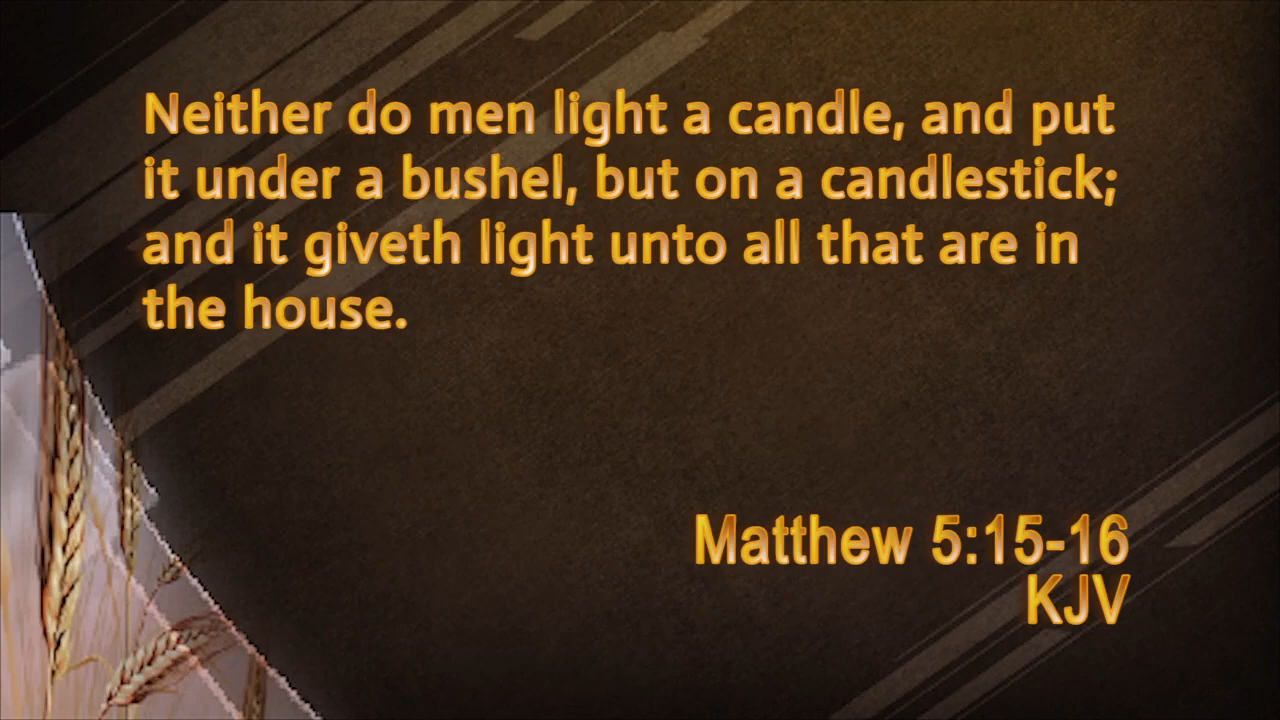 Neither do men light a candle, and put
it under a bushel, but on a candlestick;
and it giveth light unto all that are in
the house.
Matthew 5:15-16
KJV